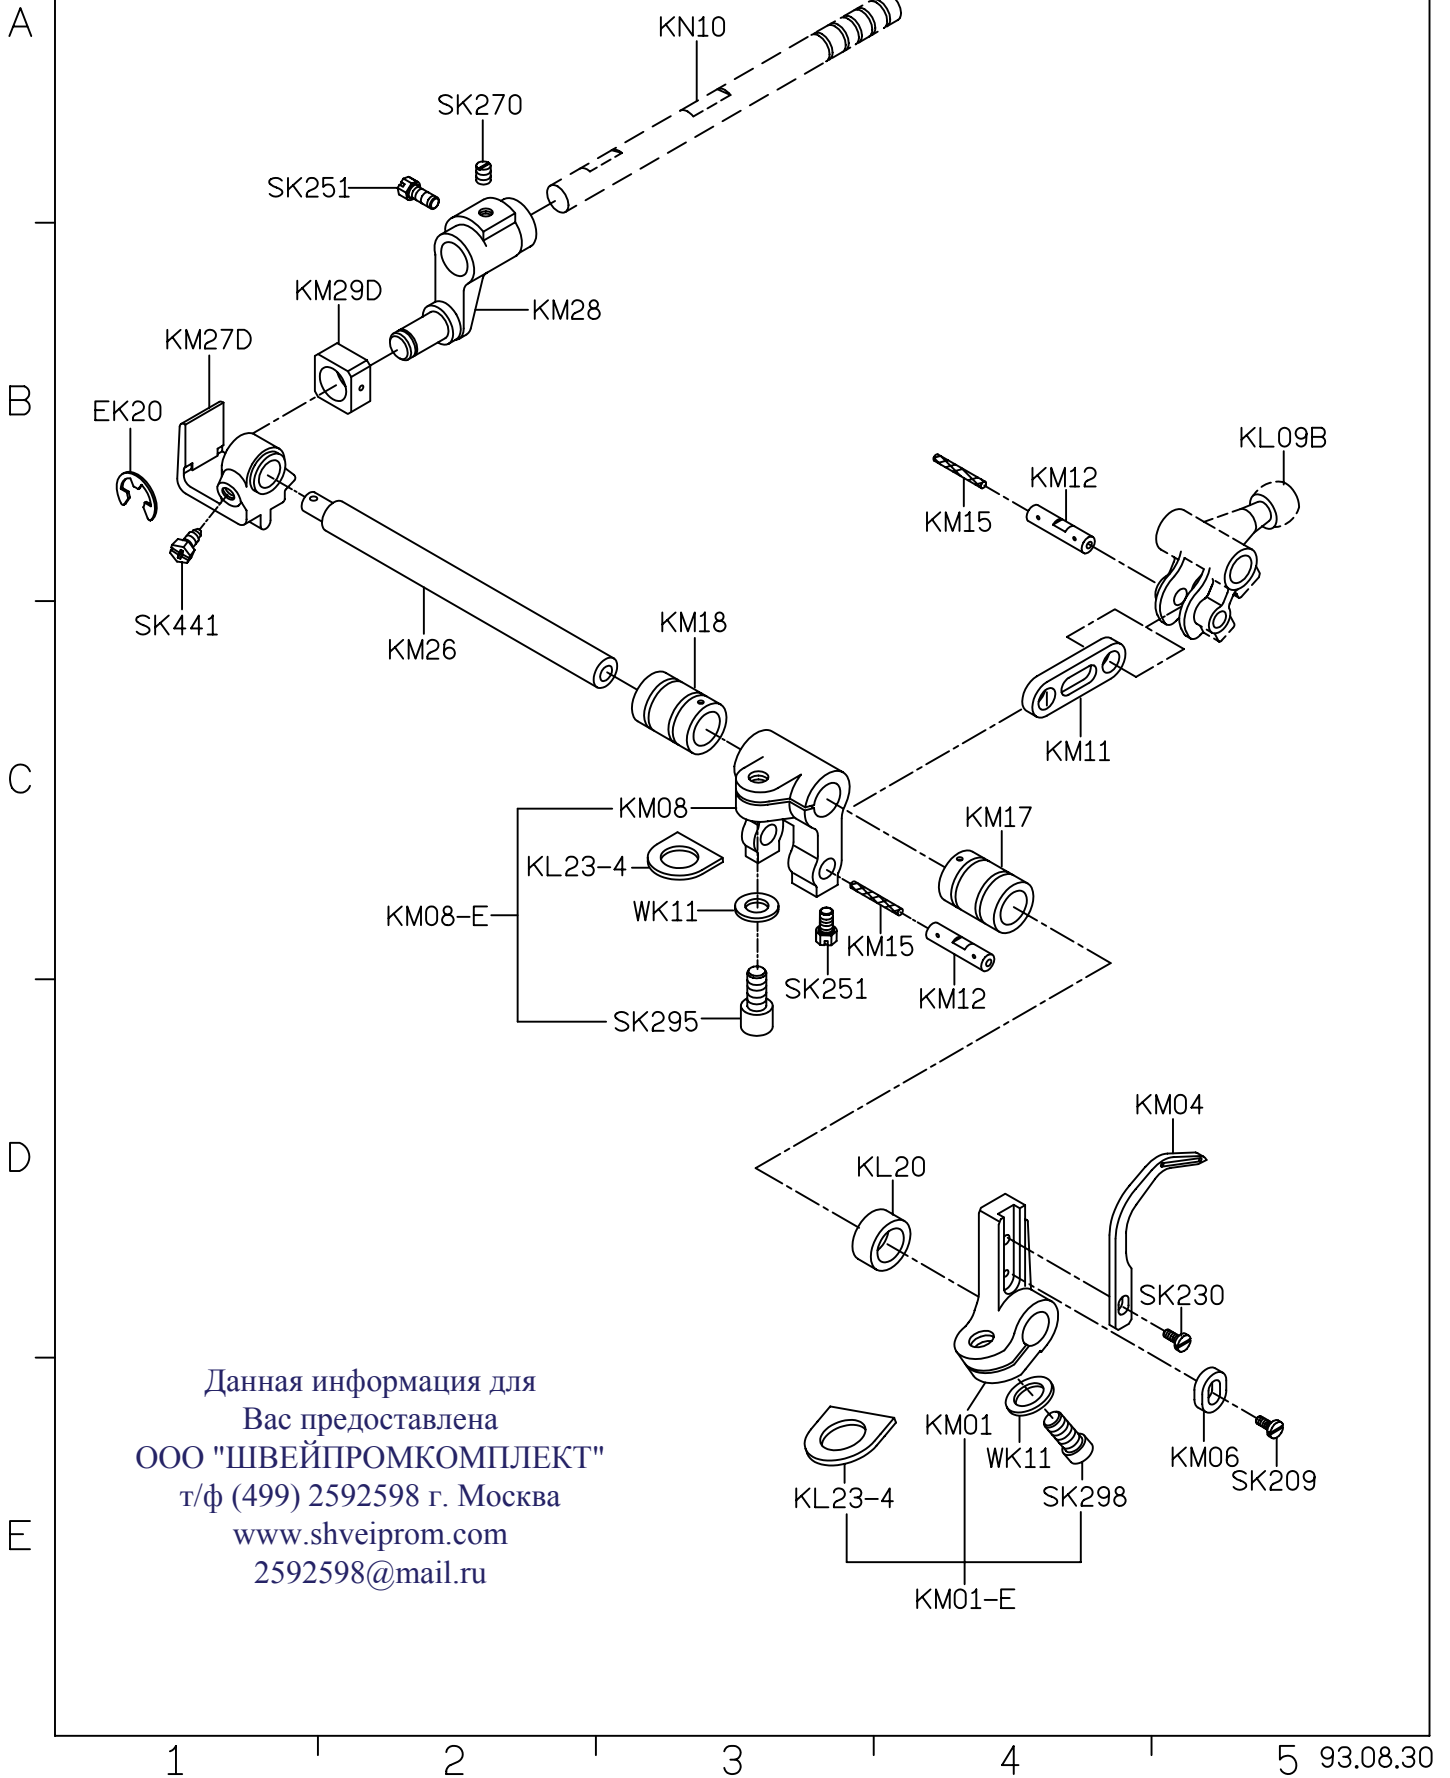 A
KN10
SK270
SK251
KM29D
KM28
KM27D
B
EK20
KL09B
KM12
KM15
SK441
KM26
KM18
KM11
C
KM08
KM17
KL23-4
KM08-E
WK11
KM15
SK251
KM12
SK295
KM04
D
KL20
SK230
Данная информация для
Вас предоставлена
ООО "ШВЕЙПРОМКОМПЛЕКТ"
т/ф (499) 2592598 г. Москва
www.shveiprom.com
2592598@mail.ru
KM01
WK11
KM06
SK209
KL23-4
SK298
E
KM01-E
1 2 3 4 5 93.08.30